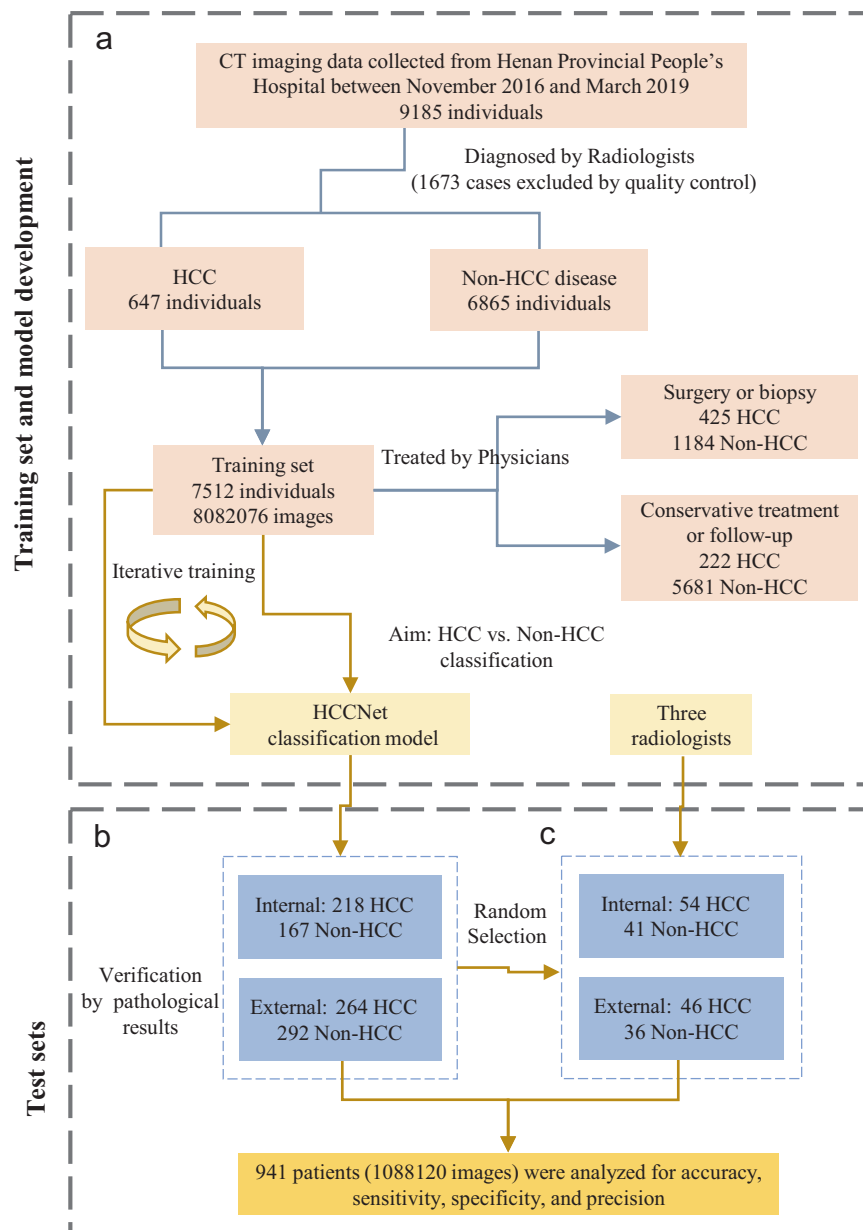 a
CT imaging data collected from Henan Provincial People's
Hospital between November 2016 and March 2019
9185 individuals
Diagnosed by Radiologists
(1673 cases excluded by quality control)
HCC
647 individuals
Non-HCC disease
6865 individuals
Training set and model development
Surgery or biopsy
425 HCC
1184 Non-HCC
Training set
7512 individuals
8082076 images
Treated by Physicians
Conservative treatment
or follow-up
222 HCC
5681 Non-HCC
Iterative training
Aim: HCC vs. Non-HCC
classification
HCCNet
classification model
Three
radiologists
b
c
Internal: 218 HCC
167 Non-HCC
Random
Selection
Internal: 54 HCC
41 Non-HCC
Verification
by pathological
results
External: 264 HCC
292 Non-HCC
External: 46 HCC
36 Non-HCC
Test sets
941 patients (1088120 images) were analyzed for accuracy,
sensitivity, specificity, and precision